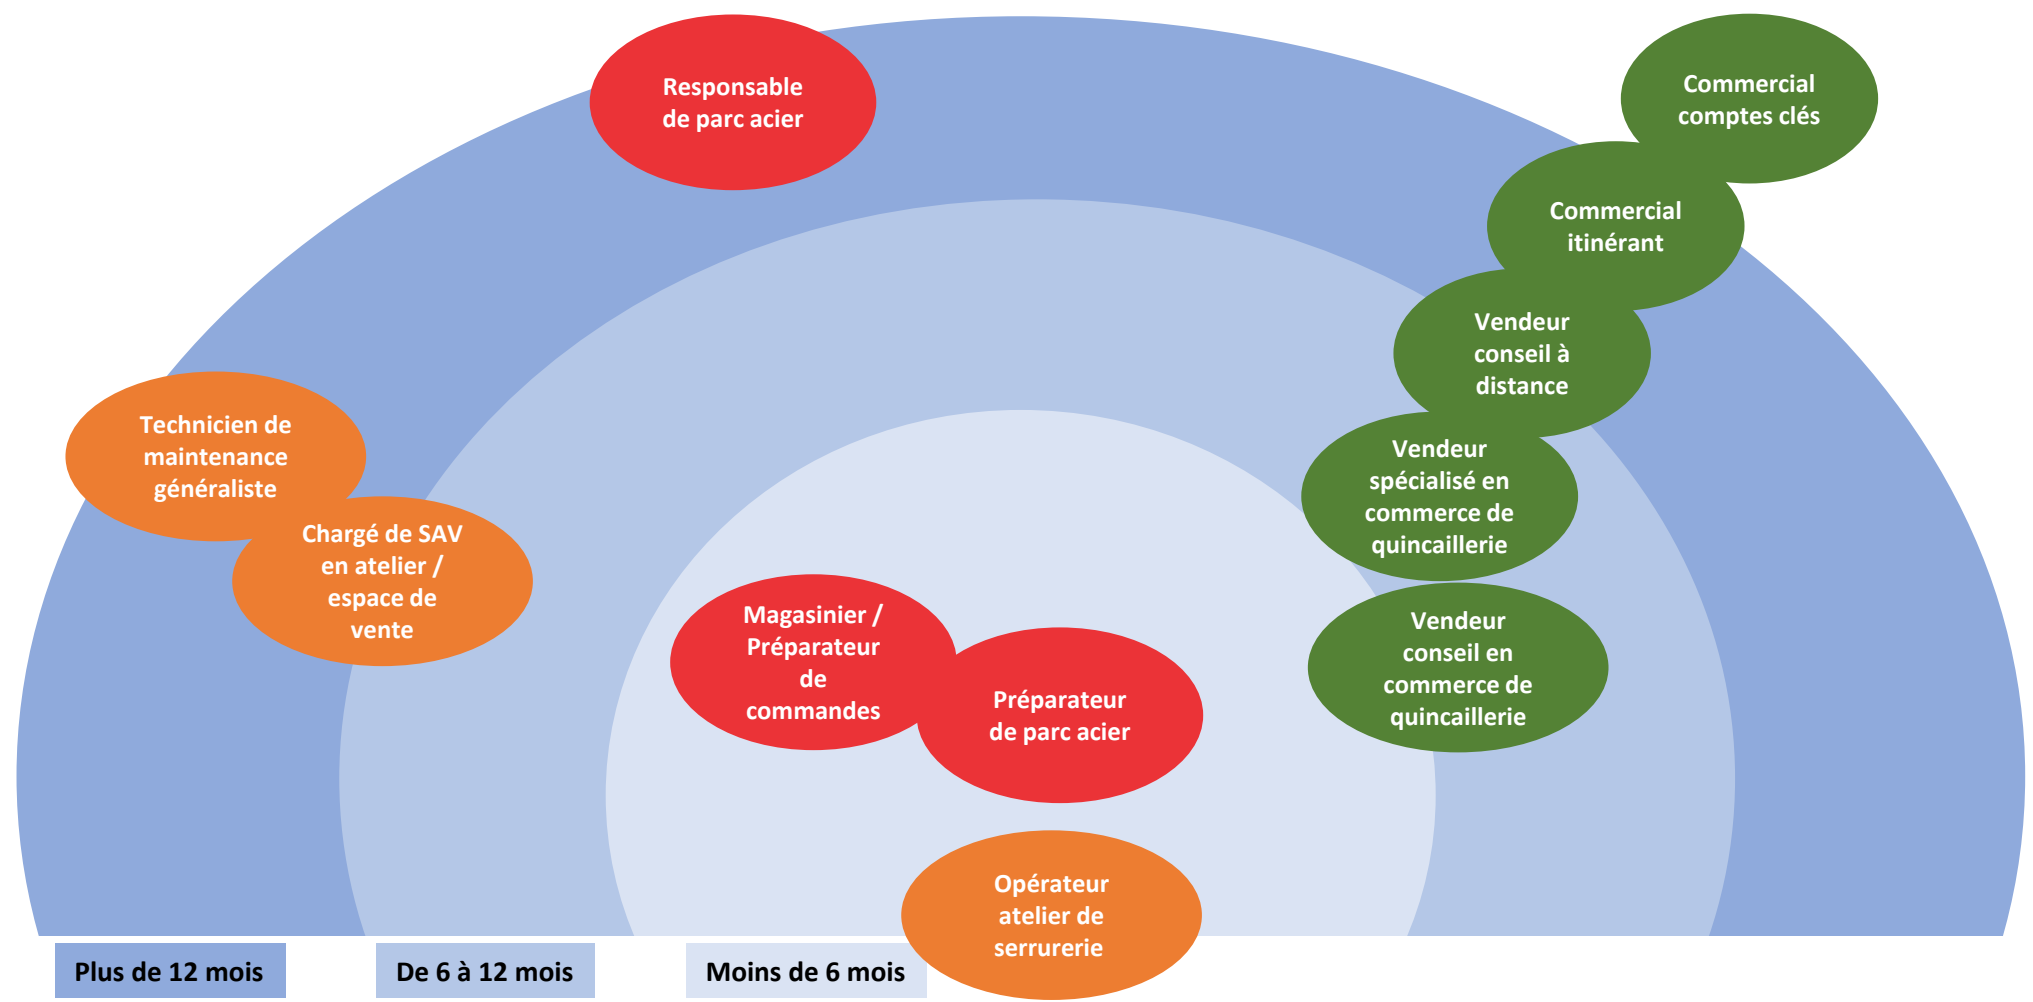 Responsable
de parc acier
Commercial
comptes clés
Commercial
itinérant
Vendeur
conseil à
distance
Technicien de
maintenance
généraliste
Vendeur
spécialisé en
commerce de
quincaillerie
Chargé de SAV
en atelier /
espace de
vente
Magasinier /
Préparateur
de
commandes
Préparateur
de parc acier
Vendeur
conseil en
commerce de
quincaillerie
Opérateur
atelier de
serrurerie
Plus de 12 mois
De 6 à 12 mois
Moins de 6 mois